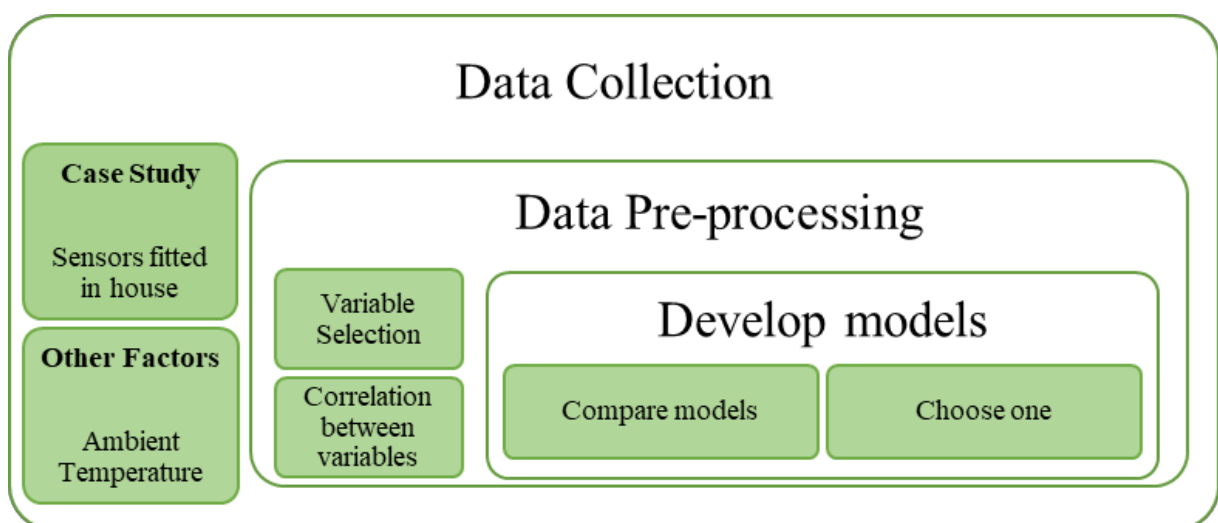 Data Collection
Case Study
Sensors fitted
in house
Other Factors
Ambient
Temperature
Data Pre-processing
Variable
Selection
Correlation
between
variables
Develop models
Compare models
Choose one